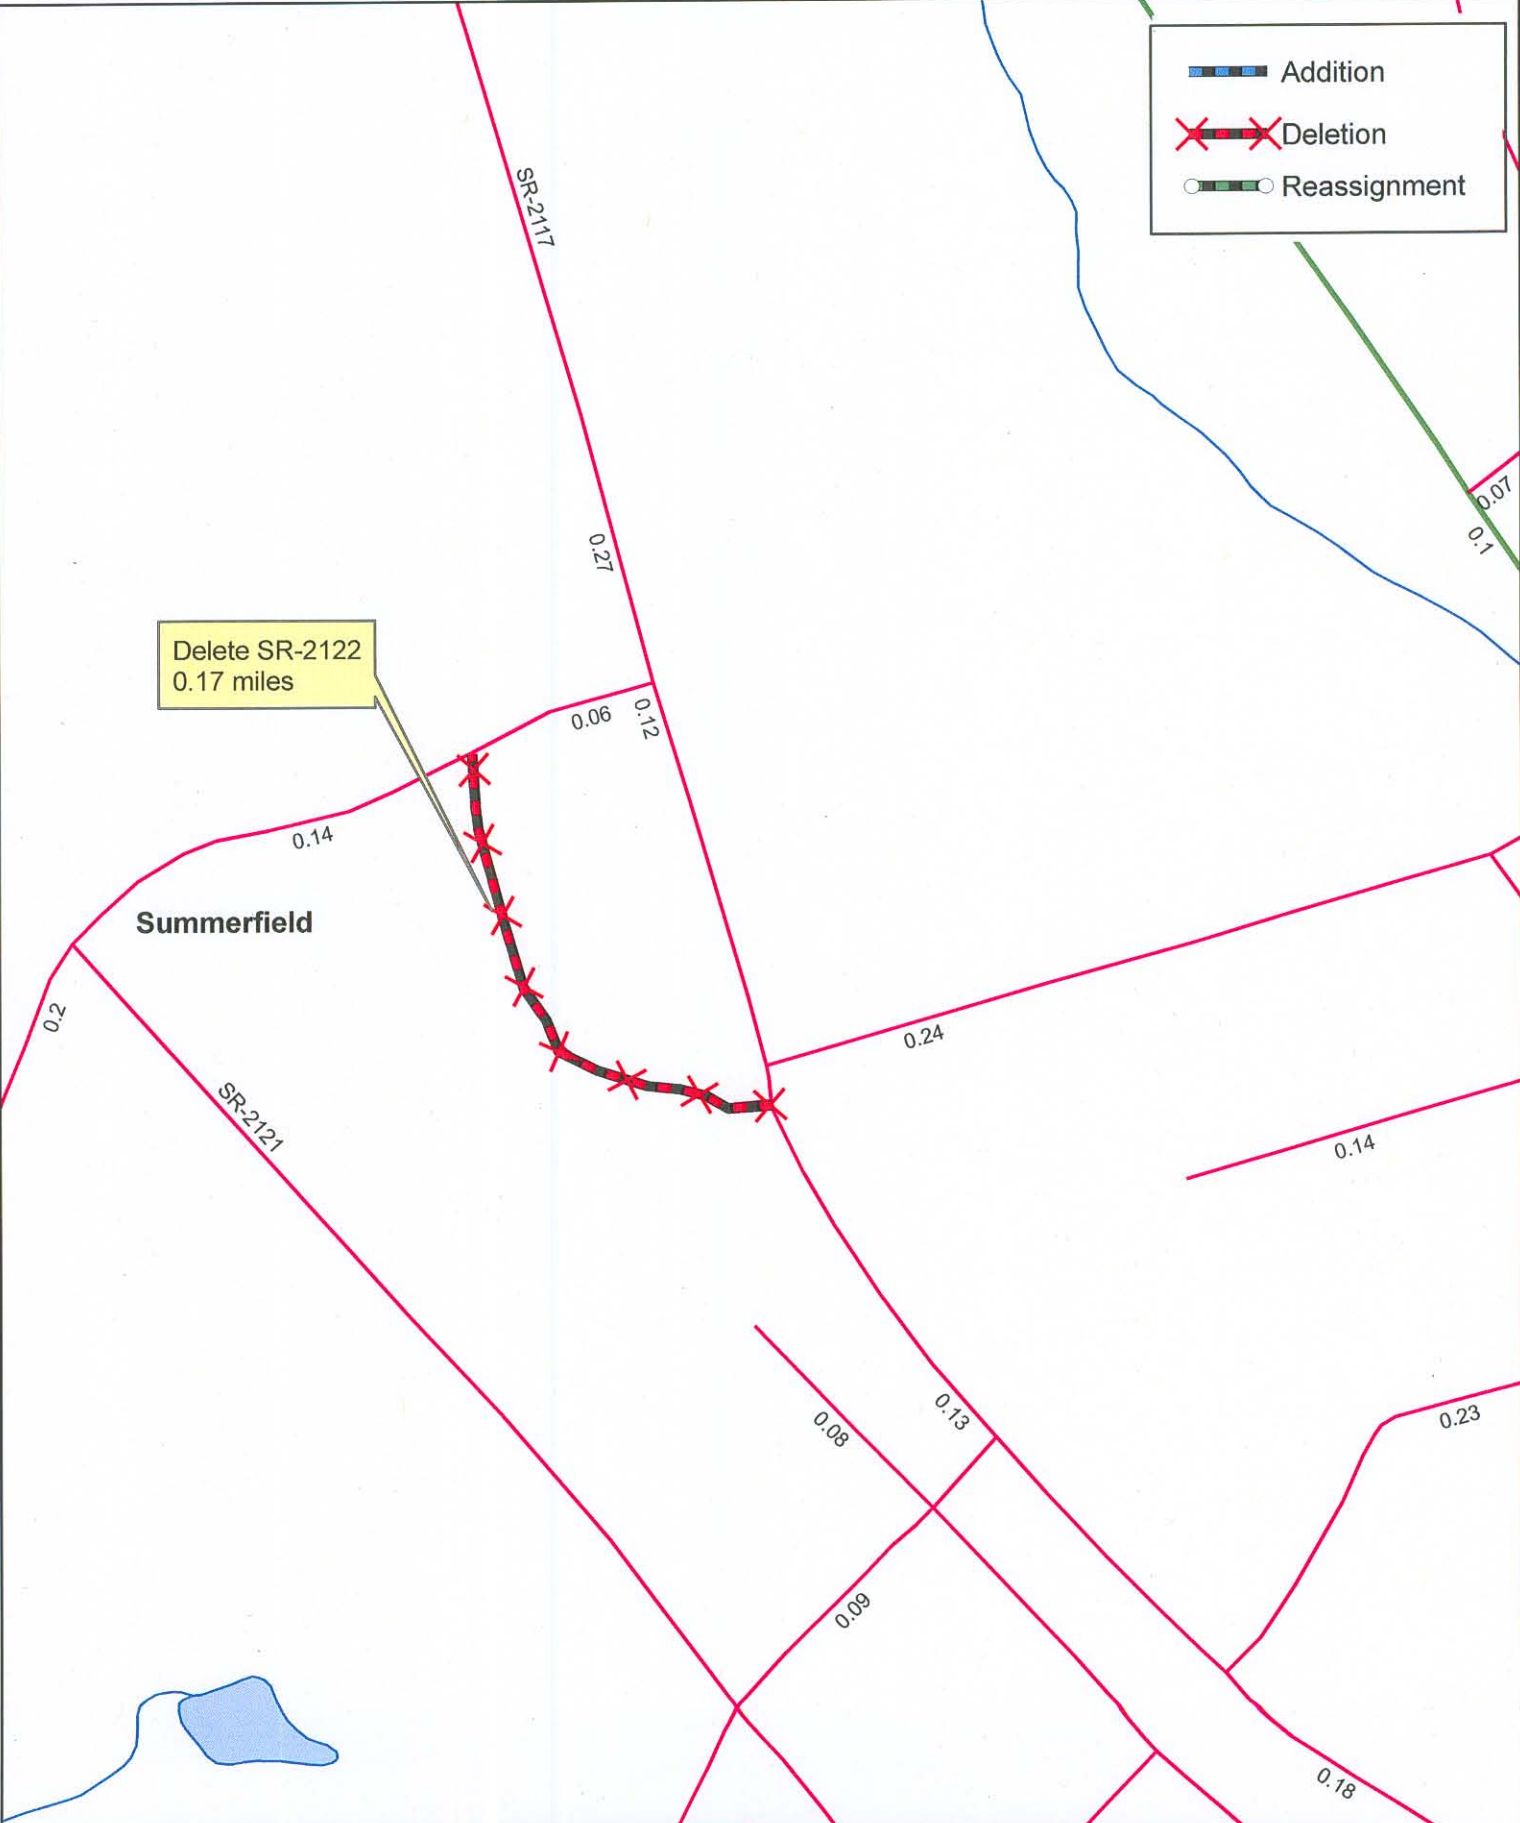 Addition
Deletion
Reassignment
SR-2117
0.07
0.1
0.27
Delete SR-2122
0.17 miles
0.06
0.12
0.14
Summerfield
0.2
0.24
SR-2121
0.14
0.13
0.08
0.23
0.09
0.18